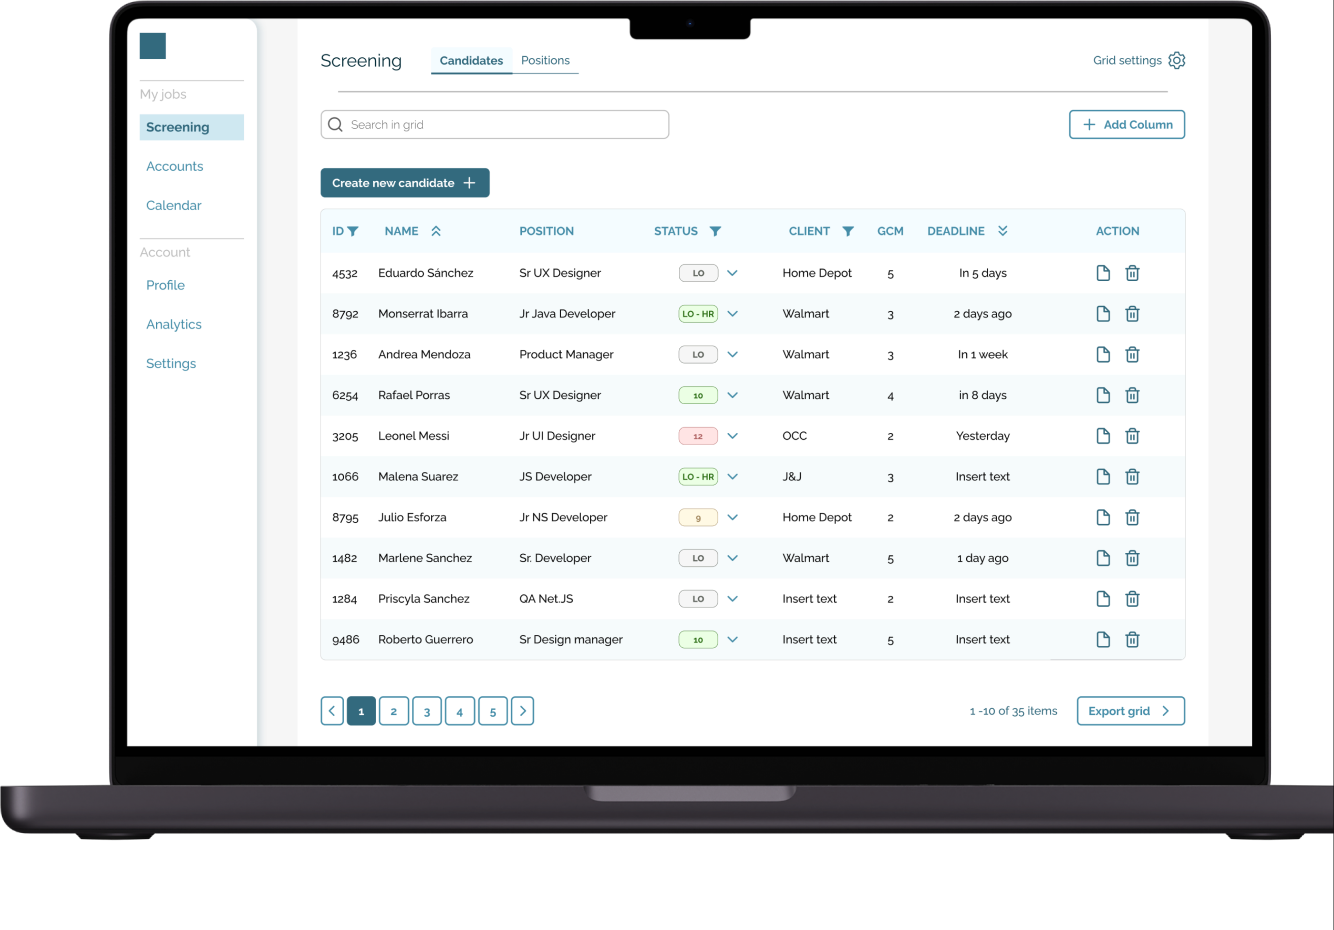 My jobs
Screening
Accounts
Calendar
Account
Profile
Analytics
Settings
Screening Candidates Positions Grid settings
Search in grid
Add Column
Create new candidate
ID NAME POSITION STATUS CLIENT GCM DEADLINE ACTION
4532 Eduardo Sánchez Sr UX Designer LO Home Depot 5 In 5 days
8792 Monserrat Ibarra Jr Java Developer LO - HR Walmart 3 2 days ago
1236 Andrea Mendoza Product Manager LO Walmart 3 In 1 week
6254 Rafael Porras Sr UX Designer 10 Walmart 4 in 8 days
3205 Leonel Messi Jr UI Designer 12 OCC 2 Yesterday
1066 Malena Suarez JS Developer LO - HR J&J 3 Insert text
8795 Julio Esforza Jr NS Developer 9 Home Depot 2 2 days ago
1482 Marlene Sanchez Sr. Developer LO Walmart 5 1 day ago
1284 Priscyla Sanchez QA Net.JS LO Insert text 2 Insert text
9486 Roberto Guerrero Sr Design manager 10 Insert text 5 Insert text
1 2 3 4 5 1 -10 of 35 items Export grid